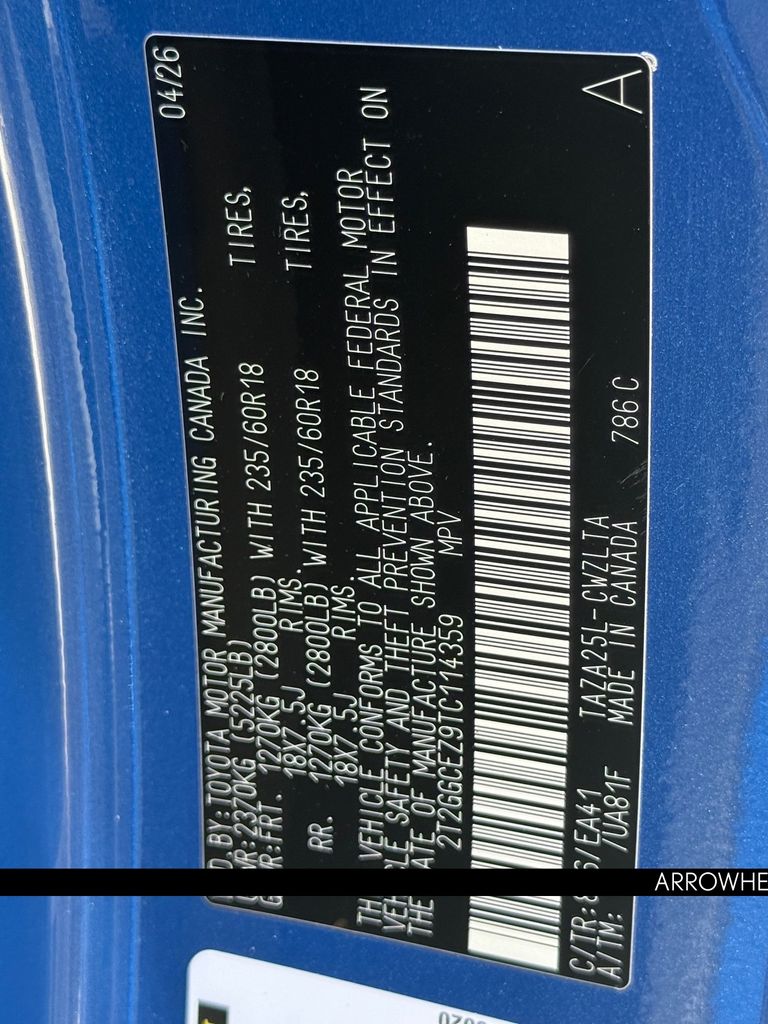 MFD.BY:TOYOTA MOTOR MANUFACTURING CANADA INC. 04/26
GVWR:2370KG (5225LB)
GAWR:FRT. 1270KG (2800LB) WITH 235/60R18 TIRES,
18X7.5J RIMS.
RR. 1270KG (2800LB) WITH 235/60R18 TIRES,
18X7.5J RIMS.
THIS VEHICLE CONFORMS TO ALL APPLICABLE FEDERAL MOTOR
VEHICLE SAFETY AND THEFT PREVENTION STANDARDS IN EFFECT ON
THE DATE OF MANUFACTURE SHOWN ABOVE.
2T2GGCEZ9TC114359 MPV
C/TR: /EA41 TAZA25L-CWZLTA 786C
A/TM: /UA81F MADE IN CANADA
A
ARROWHE